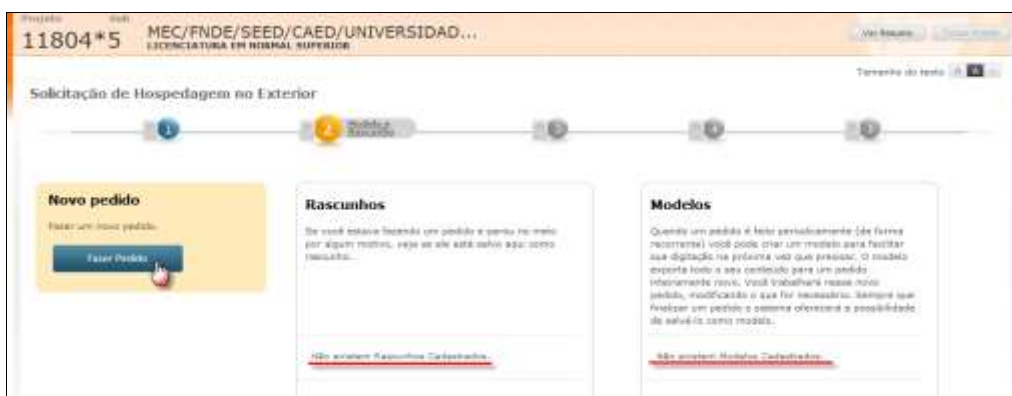 Projeto Sub
11804*5 MEC/FNDE/SEED/CAED/UNIVERSIDAD...
LICENCIATURA EM NORMAL SUPERIOR
Ver Resumo
Tamanho do texto A A
Solicitação de Hospedagem no Exterior
1 2 Modelo e Rascunho 3 4 5
Novo pedido
Fazer um novo pedido.
Fazer Pedido
Rascunhos
Se você estava fazendo um pedido e parou no meio
por algum motivo, veja se ele está salvo aqui como
rascunho.
Não existem Rascunhos Cadastrados.
Modelos
Quando um pedido é feito periodicamente (de forma
recorrente) você pode criar um modelo para facilitar
sua digitação na próxima vez que precisar. O modelo
exporta todo o seu conteúdo para um pedido
inteiramente novo. Você trabalhará nesse novo
pedido, modificando o que for necessário. Sempre que
finalizar um pedido o sistema oferecerá a possibilidade
de salvá-lo como modelo.
Não existem Modelos Cadastrados.